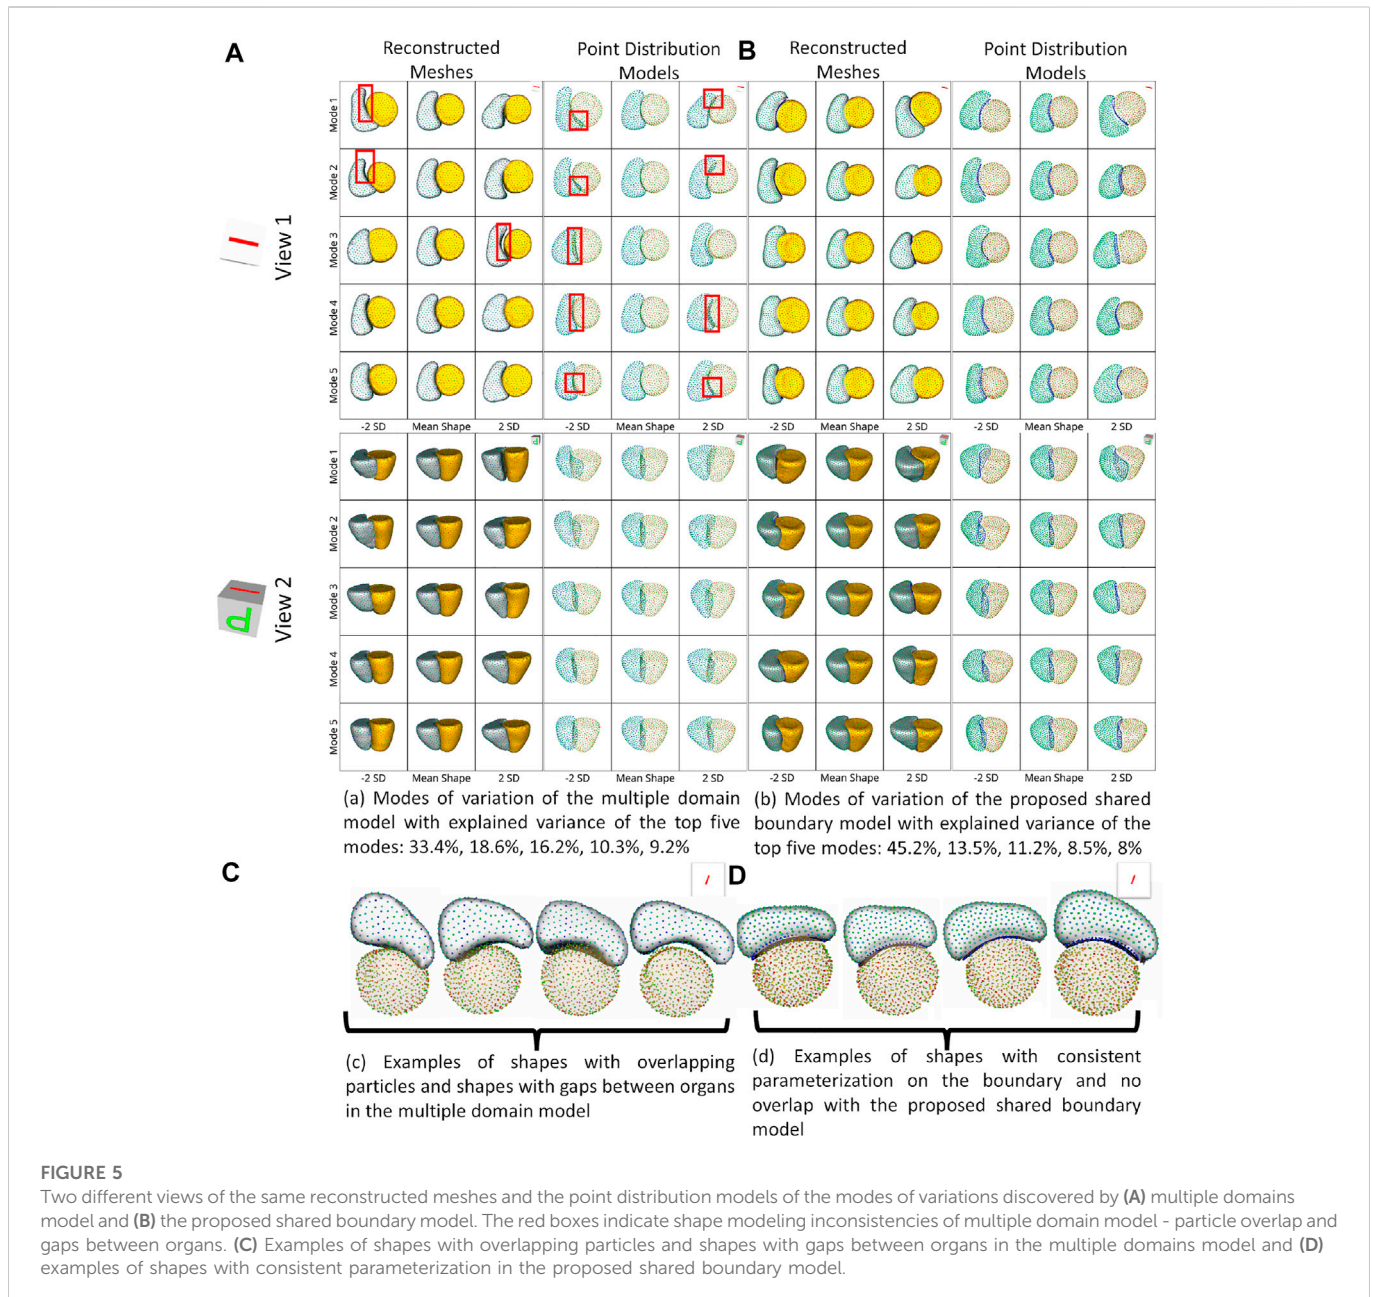 A
Reconstructed
Meshes
Point Distribution
Models
B
Reconstructed
Meshes
Point Distribution
Models
View 1
Mode 1
Mode 2
Mode 3
Mode 4
Mode 5
-2 SD Mean Shape 2 SD -2 SD Mean Shape 2 SD -2 SD Mean Shape 2 SD -2 SD Mean Shape 2 SD
View 2
Mode 1
Mode 2
Mode 3
Mode 4
Mode 5
-2 SD Mean Shape 2 SD -2 SD Mean Shape 2 SD -2 SD Mean Shape 2 SD -2 SD Mean Shape 2 SD
(a) Modes of variation of the multiple domain
model with explained variance of the top five
modes: 33.4%, 18.6%, 16.2%, 10.3%, 9.2%
(b) Modes of variation of the proposed shared
boundary model with explained variance of the
top five modes: 45.2%, 13.5%, 11.2%, 8.5%, 8%
C
D
(c) Examples of shapes with overlapping
particles and shapes with gaps between organs
in the multiple domain model
(d) Examples of shapes with consistent
parameterization on the boundary and no
overlap with the proposed shared boundary
model
FIGURE 5
Two different views of the same reconstructed meshes and the point distribution models of the modes of variations discovered by (A) multiple domains
model and (B) the proposed shared boundary model. The red boxes indicate shape modeling inconsistencies of multiple domain model - particle overlap and
gaps between organs. (C) Examples of shapes with overlapping particles and shapes with gaps between organs in the multiple domains model and (D)
examples of shapes with consistent parameterization in the proposed shared boundary model.